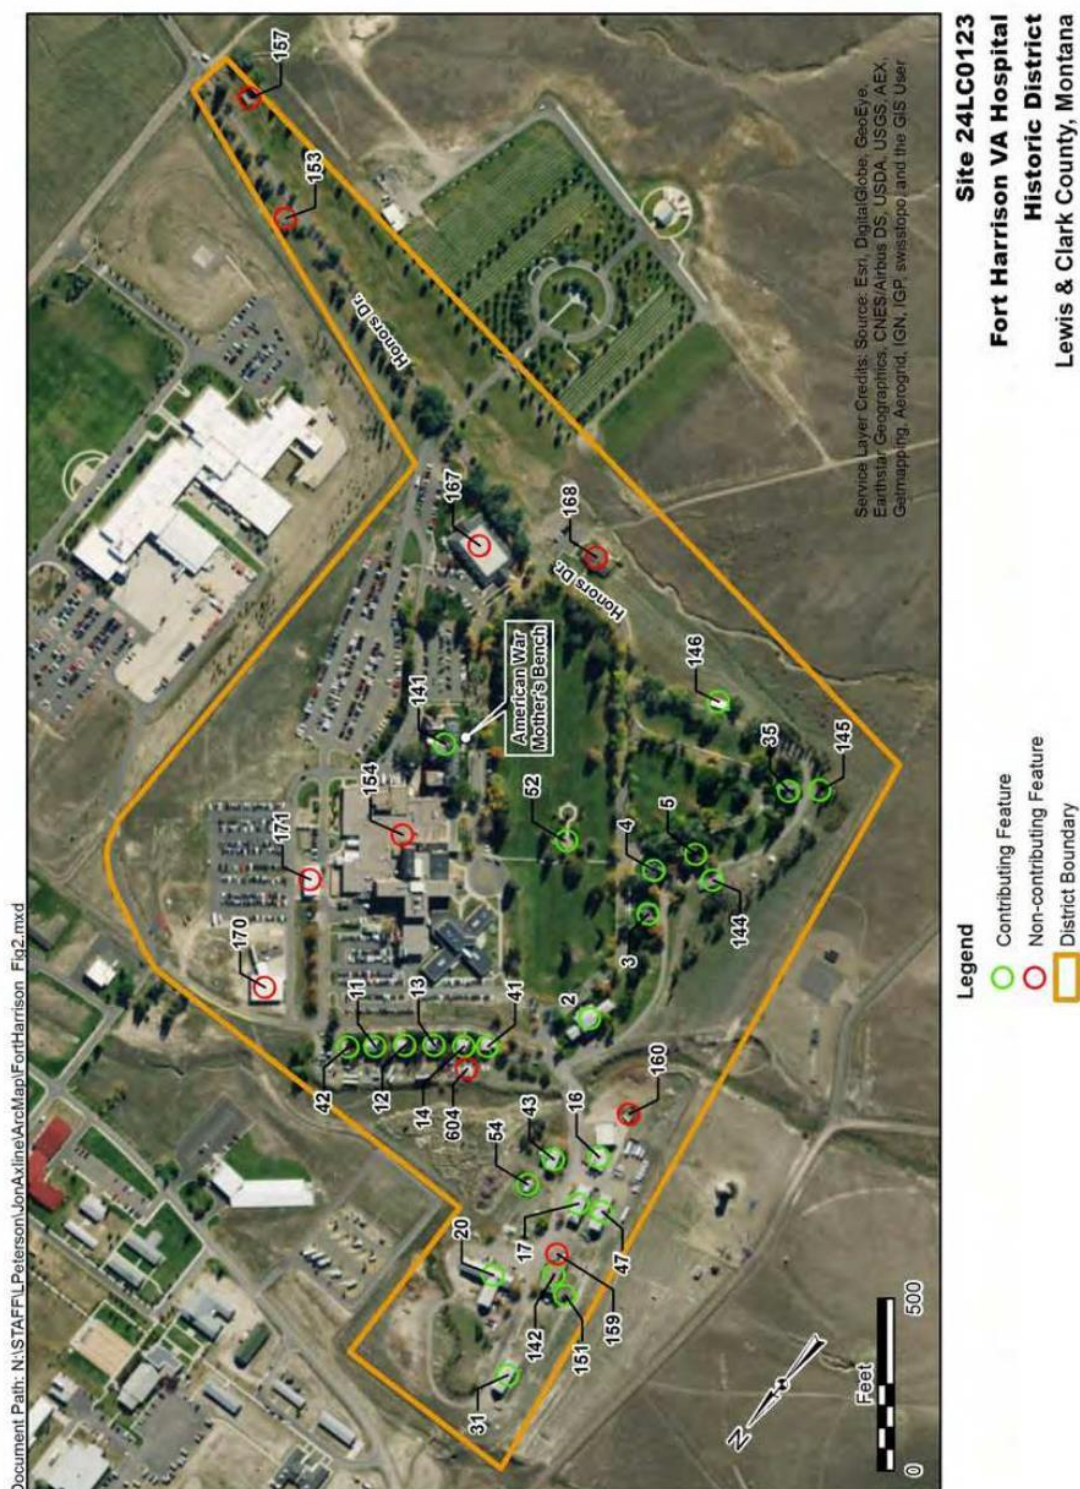 Document Path: N:\STAFF\LPeterson\JonAxline\ArcMap\FortHarrison_Fig2.mxd
157
153
Honors Dr.
167
168
Honors Dr.
141
American War
Mother's Bench
146
154
171
52
35
145
5
4
170
3
144
11
13
41
2
42
12
14
604
160
43
16
54
20
17
47
142
151
159
31
Service Layer Credits: Source: Esri, DigitalGlobe, GeoEye,
Earthstar Geographics, CNES/Airbus DS, USDA, USGS, AEX,
Getmapping, Aerogrid, IGN, IGP, swisstopo, and the GIS User
N
Feet
0
500
Site 24LC0123
Fort Harrison VA Hospital
Historic District
Lewis & Clark County, Montana
Legend
Contributing Feature
Non-contributing Feature
District Boundary